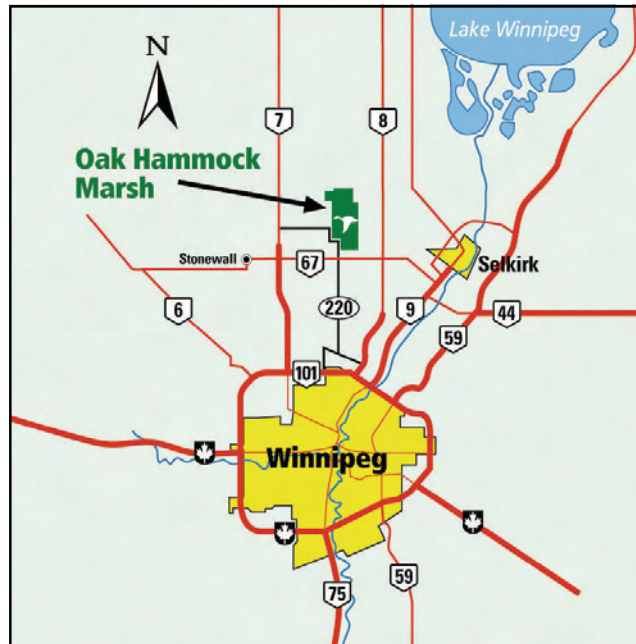 Lake Winnipeg
N
7
8
Oak Hammock
Marsh
Stonewall
67
Selkirk
6
220
9
44
59
101
Winnipeg
59
75